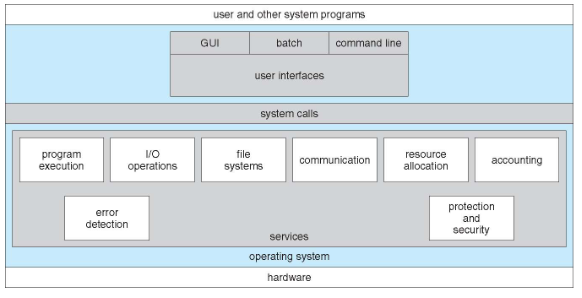 user and other system programs
GUI
batch
command line
user interfaces
system calls
program
execution
I/O
operations
file
systems
communication
resource
allocation
accounting
error
detection
protection
and
security
services
operating system
hardware